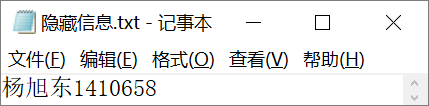 隐藏信息.txt - 记事本
文件(F) 编辑(E) 格式(O) 查看(V) 帮助(H)
杨旭东1410658